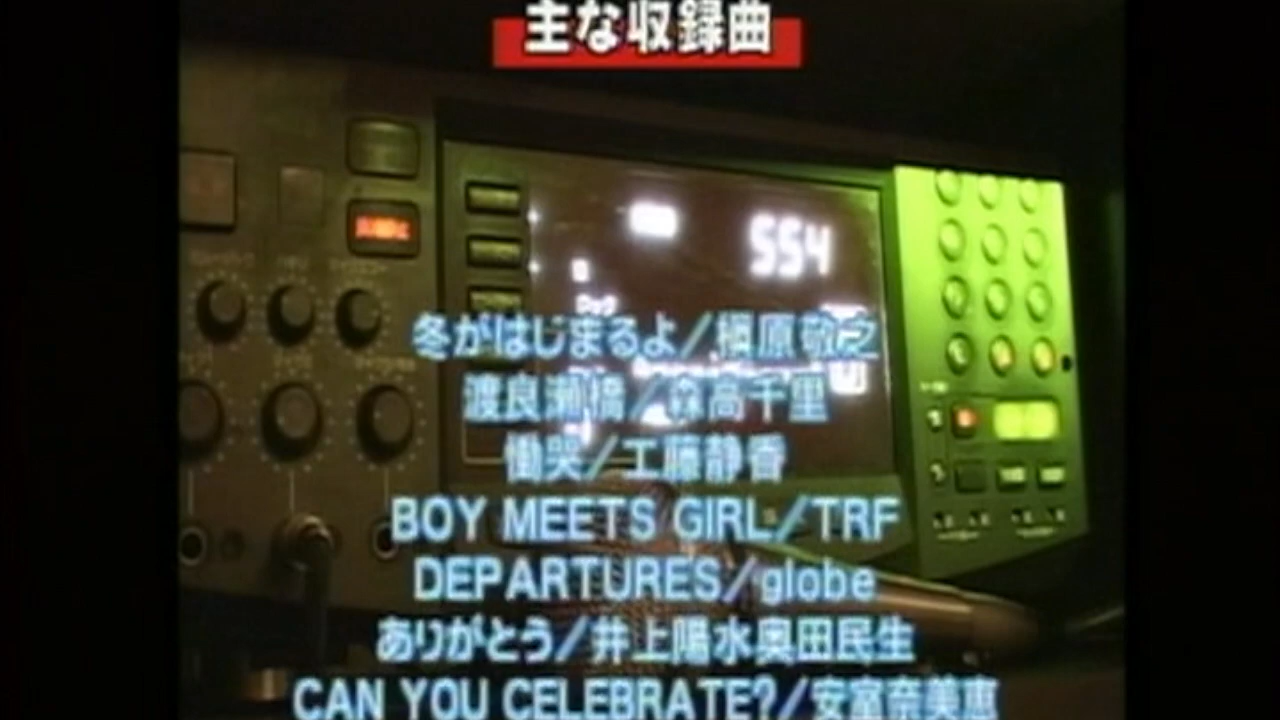 主な収録曲
554
冬がはじまるよ/槇原敬之
渡良瀬橋/森高千里
慟哭/工藤静香
BOY MEETS GIRL/TRF
DEPARTURES/globe
ありがとう/井上陽水奥田民生
CAN YOU CELEBRATE?/安室奈美恵